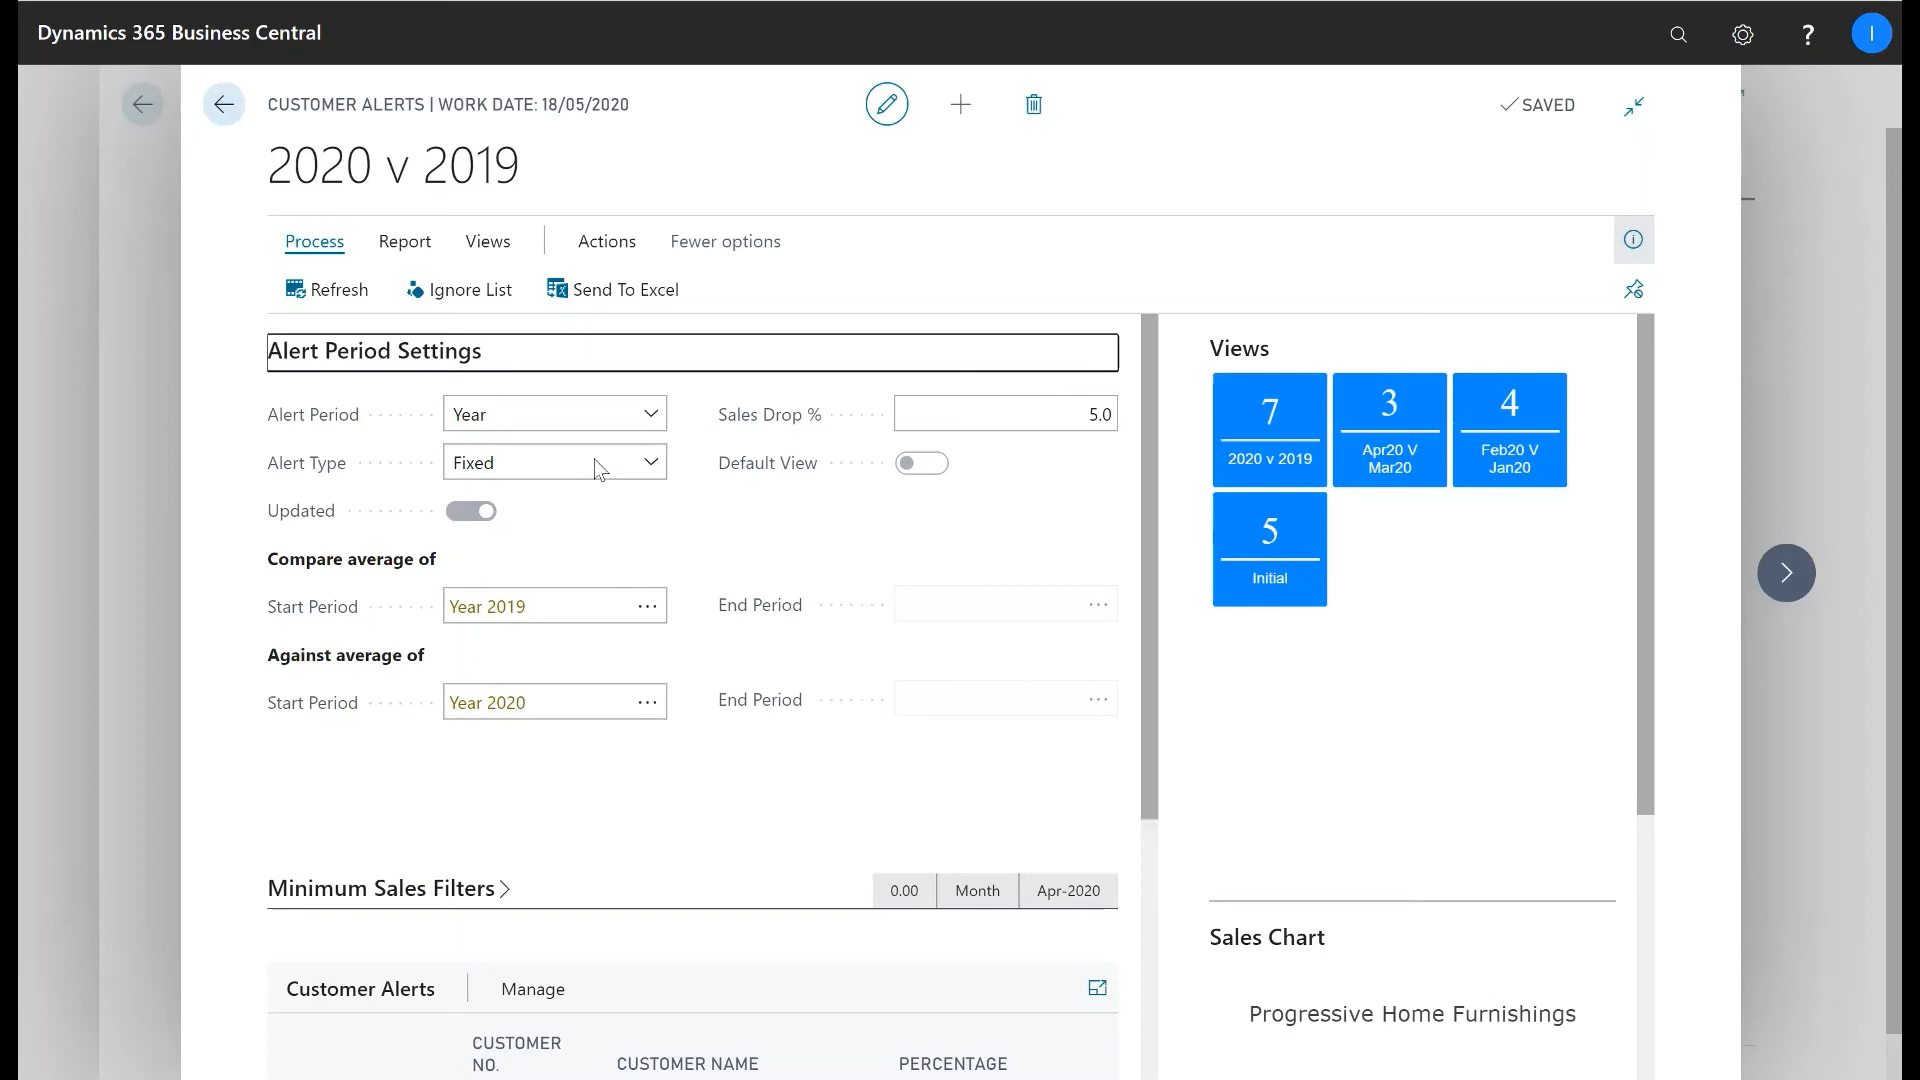 Dynamics 365 Business Central
?
I
CUSTOMER ALERTS | WORK DATE: 18/05/2020
SAVED
2020 v 2019
Process
Report
Views
Actions
Fewer options
Refresh
Ignore List
Send To Excel
Alert Period Settings
Alert Period
Year
Sales Drop %
5.0
Alert Type
Fixed
Default View
Updated
Compare average of
Start Period
Year 2019
End Period
Against average of
Start Period
Year 2020
End Period
Minimum Sales Filters
0.00
Month
Apr-2020
Customer Alerts
Manage
CUSTOMER
NO.
CUSTOMER NAME
PERCENTAGE
Views
7
2020 v 2019
3
Apr20 V
Mar20
4
Feb20 V
Jan20
5
Initial
Sales Chart
Progressive Home Furnishings